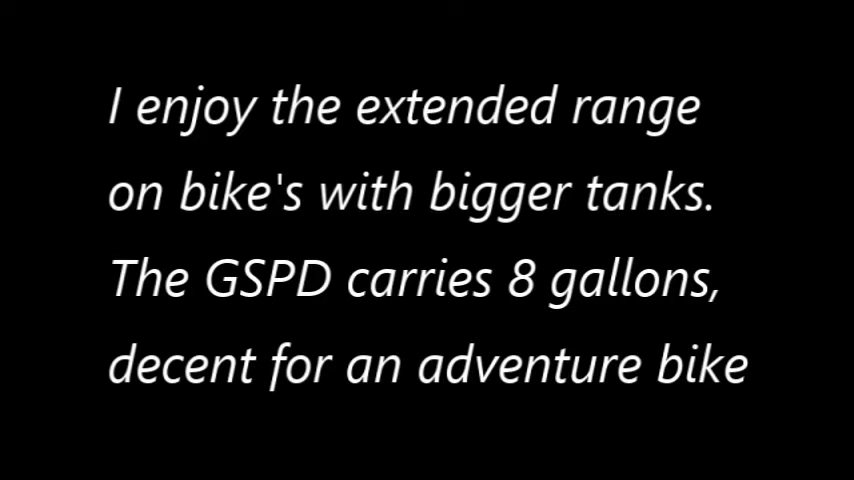 I enjoy the extended range
on bike's with bigger tanks.
The GSPD carries 8 gallons,
decent for an adventure bike